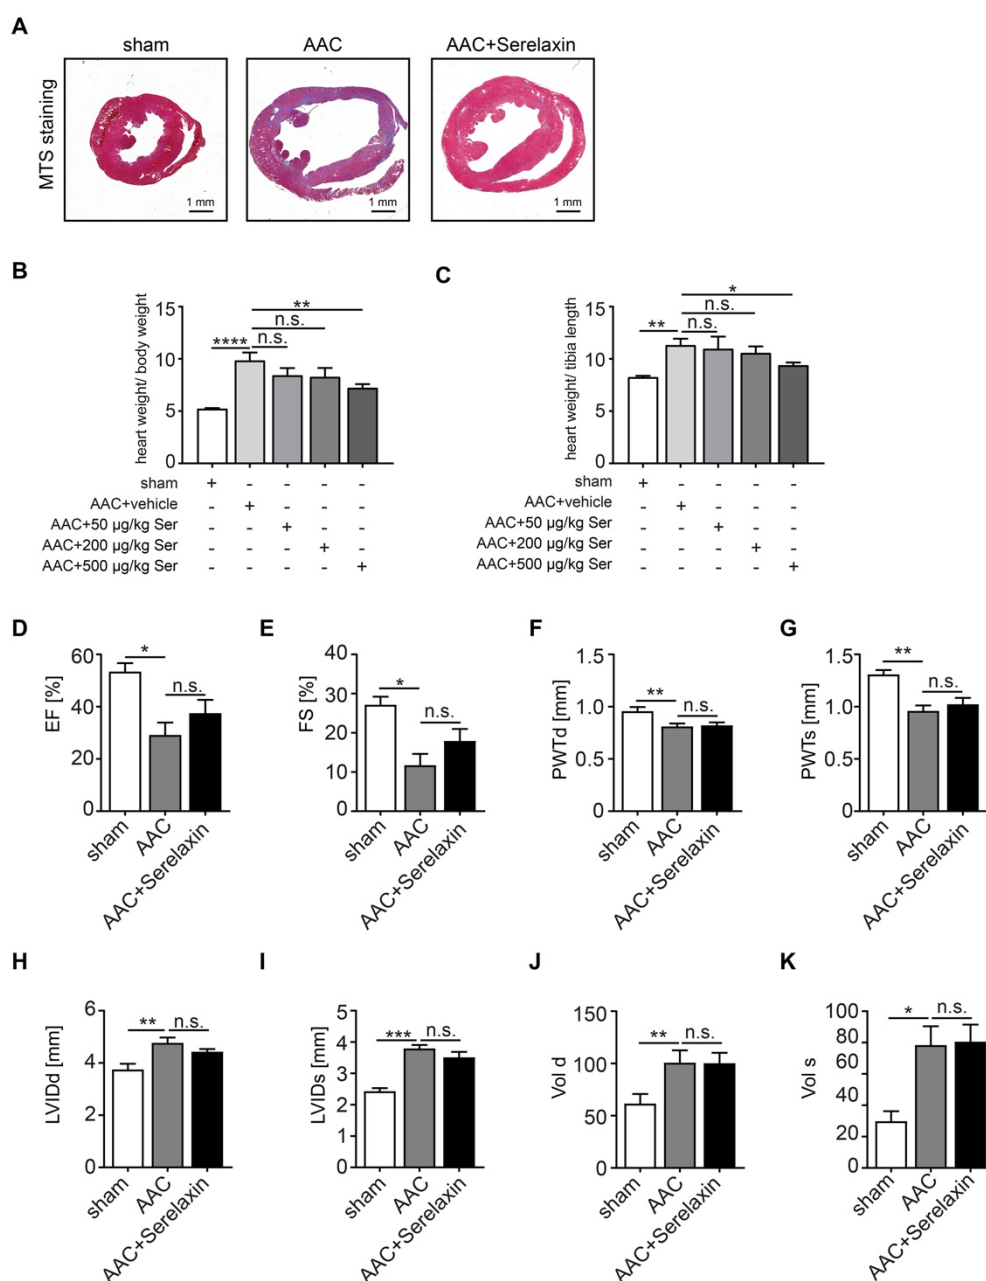 A
sham
AAC
AAC+Serelaxin
MTS staining
1 mm
1 mm
1 mm
B
heart weight/ body weight
15
10
5
0
****
n.s.
n.s.
**
sham + - - - -
AAC+vehicle - + - - -
AAC+50 µg/kg Ser - - + - -
AAC+200 µg/kg Ser - - - + -
AAC+500 µg/kg Ser - - - - +
C
heart weight/ tibia length
15
10
5
0
**
n.s.
n.s.
*
sham + - - - -
AAC+vehicle - + - - -
AAC+50 µg/kg Ser - - + - -
AAC+200 µg/kg Ser - - - + -
AAC+500 µg/kg Ser - - - - +
D
EF [%]
60
40
20
0
*
n.s.
sham
AAC
AAC+Serelaxin
E
FS [%]
40
30
20
10
0
*
n.s.
sham
AAC
AAC+Serelaxin
F
PWTd [mm]
1.5
1.0
0.5
0
**
n.s.
sham
AAC
AAC+Serelaxin
G
PWTs [mm]
1.5
1.0
0.5
0
**
n.s.
sham
AAC
AAC+Serelaxin
H
LVIDd [mm]
6
4
2
0
**
n.s.
sham
AAC
AAC+Serelaxin
I
LVIDs [mm]
5
4
3
2
1
0
***
n.s.
sham
AAC
AAC+Serelaxin
J
Vol d
150
100
50
0
**
n.s.
sham
AAC
AAC+Serelaxin
K
Vol s
100
80
60
40
20
0
*
n.s.
sham
AAC
AAC+Serelaxin